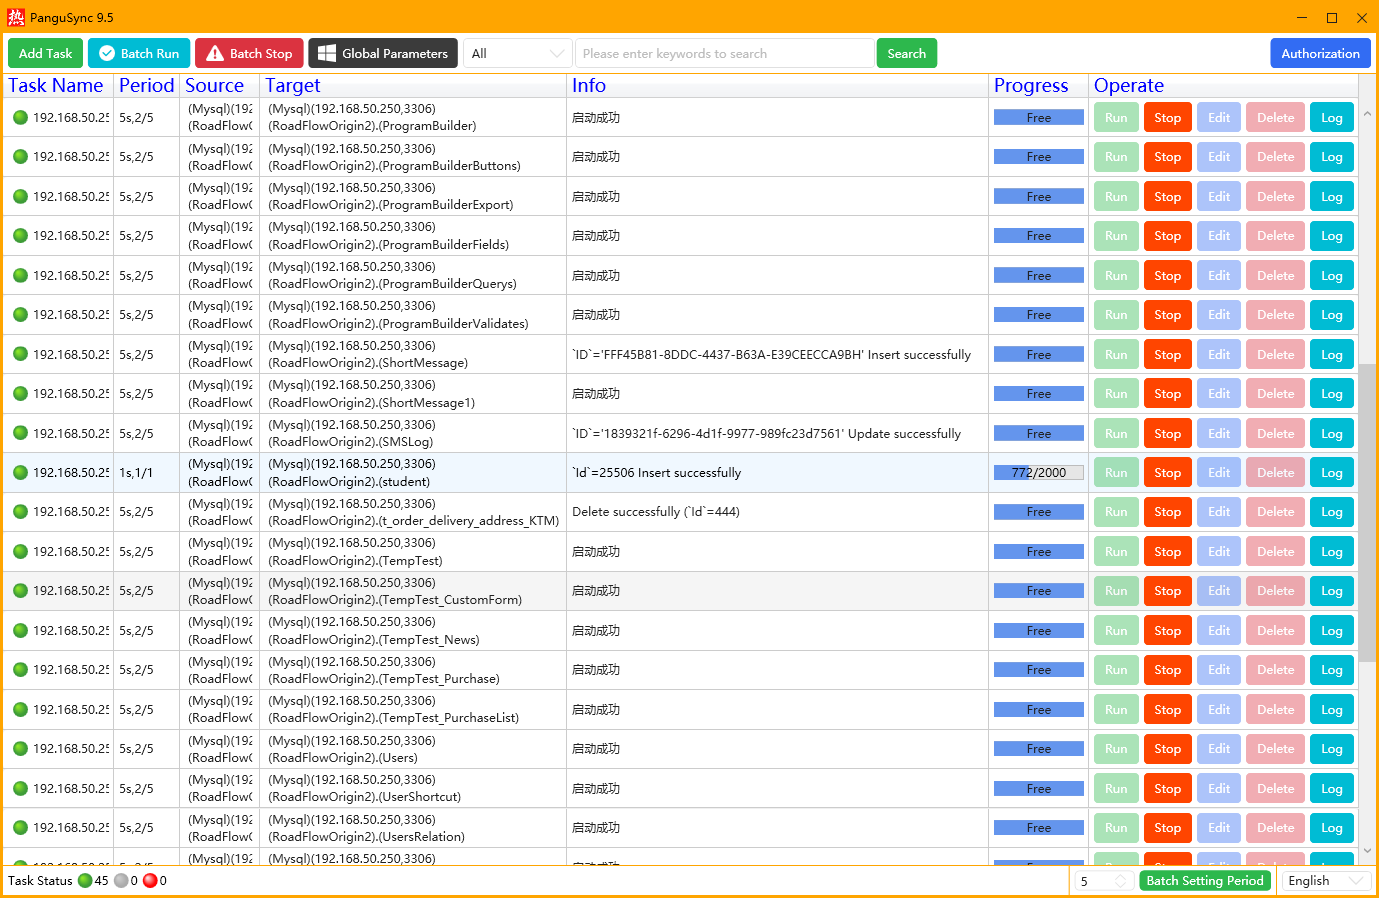 热 PanguSync 9.5
Add Task Batch Run Batch Stop Global Parameters All Please enter keywords to search Search Authorization
Task Name Period Source Target Info Progress Operate
(Mysql)(192 (Mysql)(192.168.50.250,3306)
192.168.50.25 5s,2/5 启动成功 Free Run Stop Edit Delete Log
(RoadFlow (RoadFlowOrigin2).(ProgramBuilder)
(Mysql)(192 (Mysql)(192.168.50.250,3306)
192.168.50.25 5s,2/5 启动成功 Free Run Stop Edit Delete Log
(RoadFlow (RoadFlowOrigin2).(ProgramBuilderButtons)
(Mysql)(192 (Mysql)(192.168.50.250,3306)
192.168.50.25 5s,2/5 启动成功 Free Run Stop Edit Delete Log
(RoadFlow (RoadFlowOrigin2).(ProgramBuilderExport)
(Mysql)(192 (Mysql)(192.168.50.250,3306)
192.168.50.25 5s,2/5 启动成功 Free Run Stop Edit Delete Log
(RoadFlow (RoadFlowOrigin2).(ProgramBuilderFields)
(Mysql)(192 (Mysql)(192.168.50.250,3306)
192.168.50.25 5s,2/5 启动成功 Free Run Stop Edit Delete Log
(RoadFlow (RoadFlowOrigin2).(ProgramBuilderQuerys)
(Mysql)(192 (Mysql)(192.168.50.250,3306)
192.168.50.25 5s,2/5 启动成功 Free Run Stop Edit Delete Log
(RoadFlow (RoadFlowOrigin2).(ProgramBuilderValidates)
(Mysql)(192 (Mysql)(192.168.50.250,3306)
192.168.50.25 5s,2/5 `ID`='FFF45B81-8DDC-4437-B63A-E39CEECCA9BH' Insert successfully Free Run Stop Edit Delete Log
(RoadFlow (RoadFlowOrigin2).(ShortMessage)
(Mysql)(192 (Mysql)(192.168.50.250,3306)
192.168.50.25 5s,2/5 启动成功 Free Run Stop Edit Delete Log
(RoadFlow (RoadFlowOrigin2).(ShortMessage1)
(Mysql)(192 (Mysql)(192.168.50.250,3306)
192.168.50.25 5s,2/5 `ID`='1839321f-6296-4d1f-9977-989fc23d7561' Update successfully Free Run Stop Edit Delete Log
(RoadFlow (RoadFlowOrigin2).(SMSLog)
(Mysql)(192 (Mysql)(192.168.50.250,3306)
192.168.50.25 1s,1/1 `Id`=25506 Insert successfully 772/2000 Run Stop Edit Delete Log
(RoadFlow (RoadFlowOrigin2).(student)
(Mysql)(192 (Mysql)(192.168.50.250,3306)
192.168.50.25 5s,2/5 Delete successfully (`Id`=444) Free Run Stop Edit Delete Log
(RoadFlow (RoadFlowOrigin2).(t_order_delivery_address_KTM)
(Mysql)(192 (Mysql)(192.168.50.250,3306)
192.168.50.25 5s,2/5 启动成功 Free Run Stop Edit Delete Log
(RoadFlow (RoadFlowOrigin2).(TempTest)
(Mysql)(192 (Mysql)(192.168.50.250,3306)
192.168.50.25 5s,2/5 启动成功 Free Run Stop Edit Delete Log
(RoadFlow (RoadFlowOrigin2).(TempTest_CustomForm)
(Mysql)(192 (Mysql)(192.168.50.250,3306)
192.168.50.25 5s,2/5 启动成功 Free Run Stop Edit Delete Log
(RoadFlow (RoadFlowOrigin2).(TempTest_News)
(Mysql)(192 (Mysql)(192.168.50.250,3306)
192.168.50.25 5s,2/5 启动成功 Free Run Stop Edit Delete Log
(RoadFlow (RoadFlowOrigin2).(TempTest_Purchase)
(Mysql)(192 (Mysql)(192.168.50.250,3306)
192.168.50.25 5s,2/5 启动成功 Free Run Stop Edit Delete Log
(RoadFlow (RoadFlowOrigin2).(TempTest_PurchaseList)
(Mysql)(192 (Mysql)(192.168.50.250,3306)
192.168.50.25 5s,2/5 启动成功 Free Run Stop Edit Delete Log
(RoadFlow (RoadFlowOrigin2).(Users)
(Mysql)(192 (Mysql)(192.168.50.250,3306)
192.168.50.25 5s,2/5 启动成功 Free Run Stop Edit Delete Log
(RoadFlow (RoadFlowOrigin2).(UserShortcut)
(Mysql)(192 (Mysql)(192.168.50.250,3306)
192.168.50.25 5s,2/5 启动成功 Free Run Stop Edit Delete Log
(RoadFlow (RoadFlowOrigin2).(UsersRelation)
(Mysql)(192 (Mysql)(192.168.50.250,3306)
Task Status 45 0 0 5 Batch Setting Period English